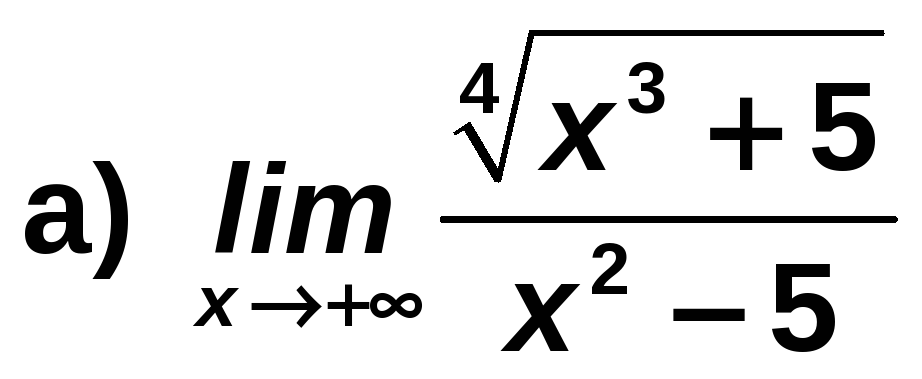 a) lim x→+∞ ⁴√(x³ + 5) / (x² − 5)